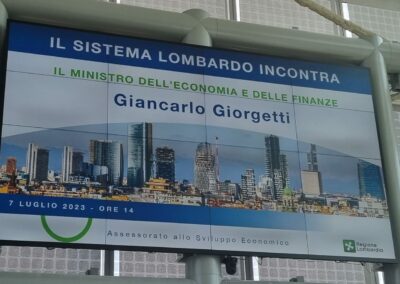 IL SISTEMA LOMBARDO INCONTRA
IL MINISTRO DELL'ECONOMIA E DELLE FINANZE
Giancarlo Giorgetti
7 LUGLIO 2023 - ORE 14
Assessorato allo Sviluppo Economico
Regione
Lombardia